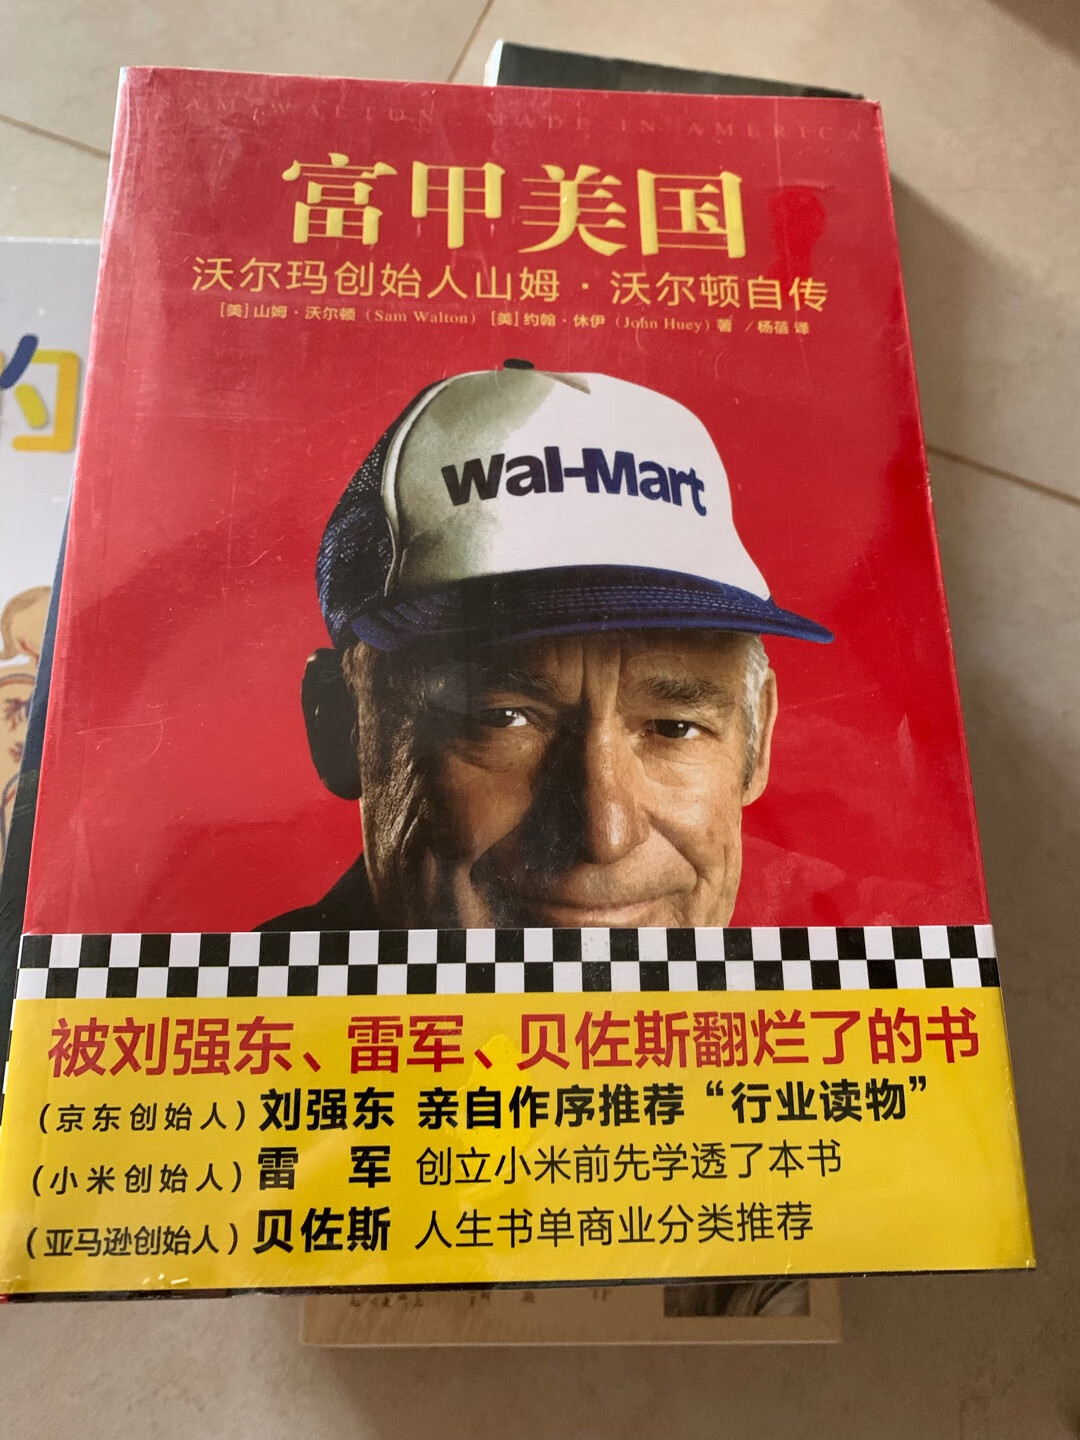 SAM WALTON MADE IN AMERICA
富甲美国
沃尔玛创始人山姆·沃尔顿自传
[美]山姆·沃尔顿（Sam Walton） [美]约翰·休伊（John Huey）著 ／杨蓓 译
Wal-Mart
被刘强东、雷军、贝佐斯翻烂了的书
（京东创始人）刘强东 亲自作序推荐“行业读物”
（小米创始人）雷 军 创立小米前先学透了本书
（亚马逊创始人）贝佐斯 人生书单商业分类推荐